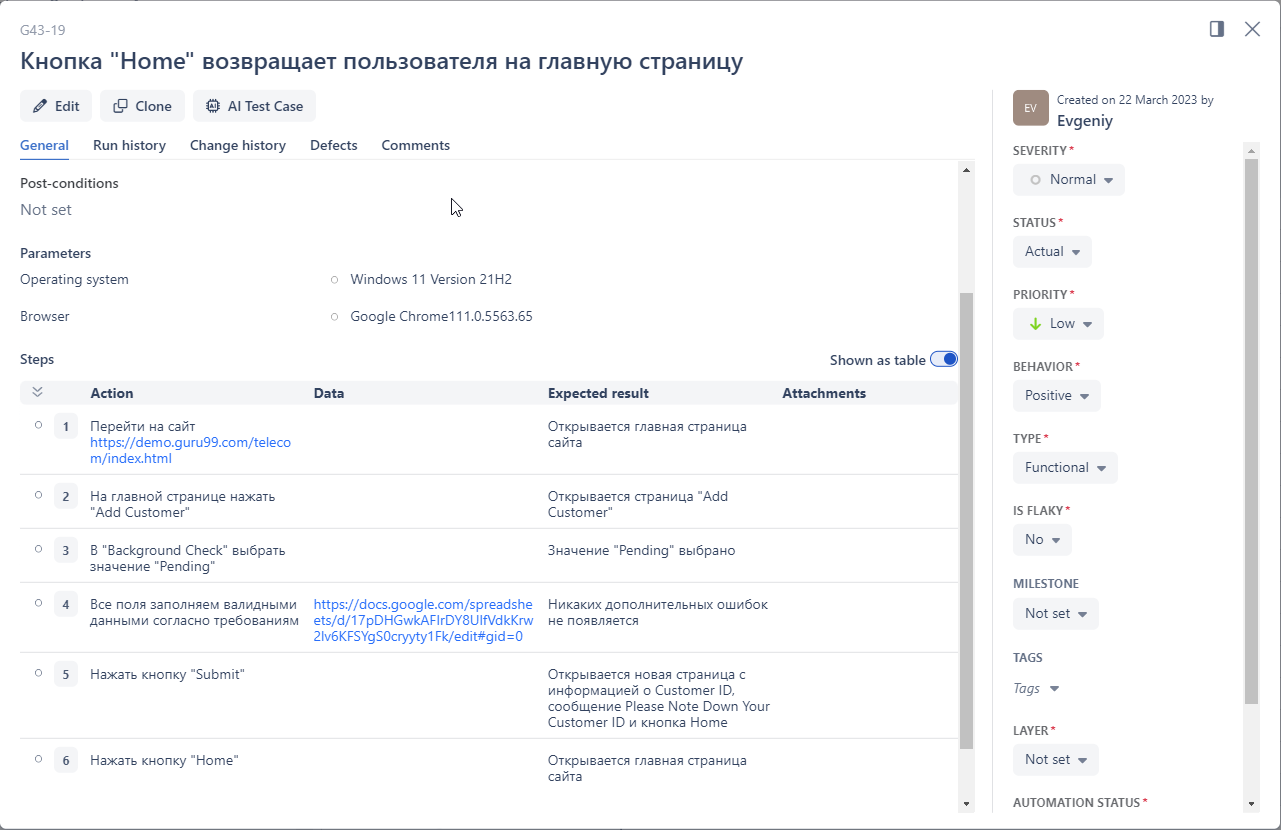 G43-19
Кнопка "Home" возвращает пользователя на главную страницу
Edit
Clone
AI Test Case
General
Run history
Change history
Defects
Comments
Post-conditions
Not set
Parameters
Operating system
Windows 11 Version 21H2
Browser
Google Chrome111.0.5563.65
Steps
Shown as table
Action
Data
Expected result
Attachments
1
Перейти на сайт
https://demo.guru99.com/teleco
m/index.html
Открывается главная страница
сайта
2
На главной странице нажать
"Add Customer"
Открывается страница "Add
Customer"
3
В "Background Check" выбрать
значение "Pending"
Значение "Pending" выбрано
4
Все поля заполняем валидными
данными согласно требованиям
https://docs.google.com/spreadshe
ets/d/17pDHGwkAFIrDY8UlfVdkKrw
2Iv6KFSYgS0cryyty1Fk/edit#gid=0
Никаких дополнительных ошибок
не появляется
5
Нажать кнопку "Submit"
Открывается новая страница с
информацией о Customer ID,
сообщение Please Note Down Your
Customer ID и кнопка Home
6
Нажать кнопку "Home"
Открывается главная страница
сайта
EV
Created on 22 March 2023 by
Evgeniy
SEVERITY*
Normal
STATUS*
Actual
PRIORITY*
Low
BEHAVIOR*
Positive
TYPE*
Functional
IS FLAKY*
No
MILESTONE
Not set
TAGS
Tags
LAYER*
Not set
AUTOMATION STATUS*